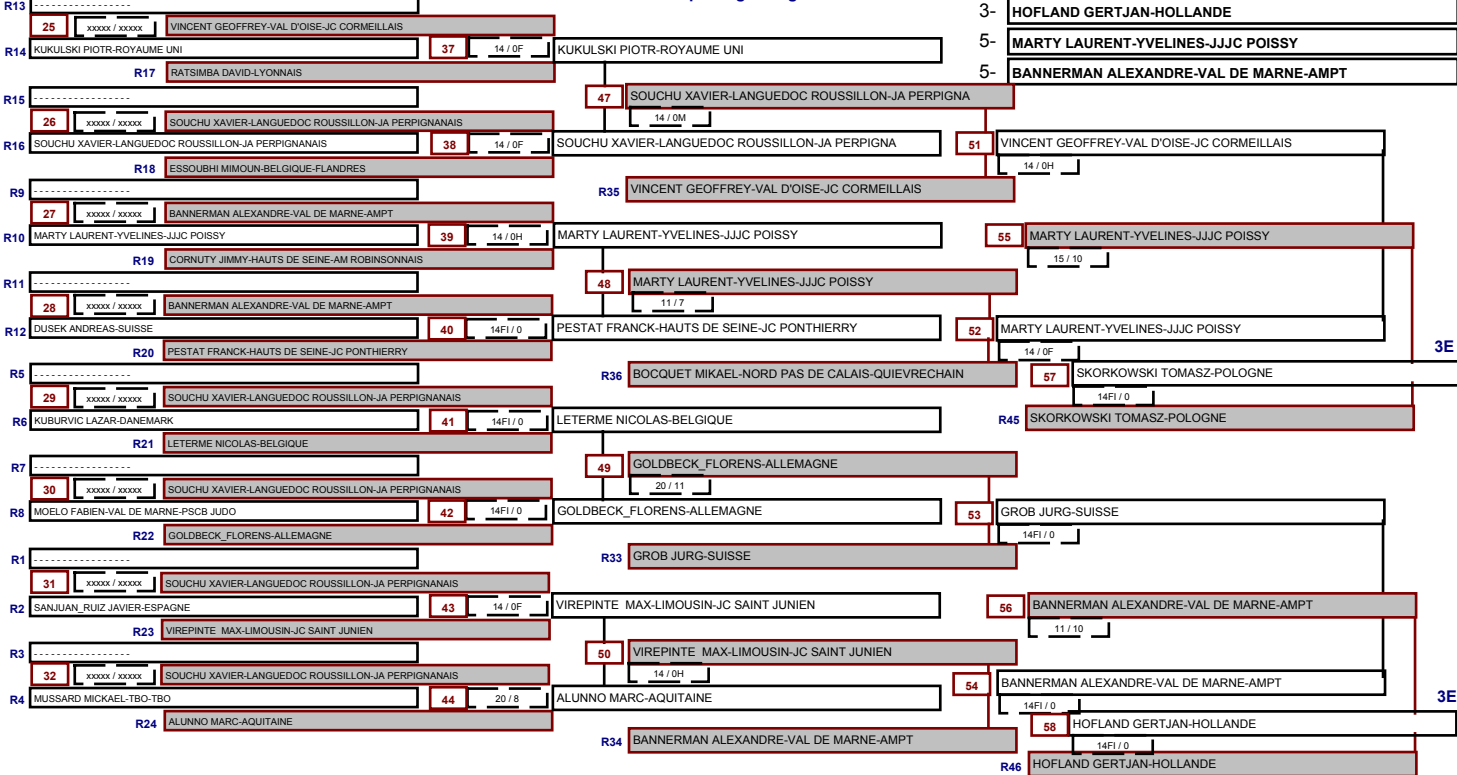 R13 -----------------
3- HOFLAND GERTJAN-HOLLANDE
25 xxxxx / xxxxx VINCENT GEOFFREY-VAL D'OISE-JC CORMEILLAIS
5- MARTY LAURENT-YVELINES-JJJC POISSY
R14 KUKULSKI PIOTR-ROYAUME UNI 37 14 / 0F KUKULSKI PIOTR-ROYAUME UNI
R17 RATSIMBA DAVID-LYONNAIS
5- BANNERMAN ALEXANDRE-VAL DE MARNE-AMPT
R15 -----------------
47 SOUCHU XAVIER-LANGUEDOC ROUSSILLON-JA PERPIGNA
14 / 0M
26 xxxxx / xxxxx SOUCHU XAVIER-LANGUEDOC ROUSSILLON-JA PERPIGNANAIS
R16 SOUCHU XAVIER-LANGUEDOC ROUSSILLON-JA PERPIGNANAIS 38 14 / 0F SOUCHU XAVIER-LANGUEDOC ROUSSILLON-JA PERPIGNA 51 VINCENT GEOFFREY-VAL D'OISE-JC CORMEILLAIS
14 / 0H
R18 ESSOUBHI MIMOUN-BELGIQUE-FLANDRES
R9 -----------------
R35 VINCENT GEOFFREY-VAL D'OISE-JC CORMEILLAIS
27 xxxxx / xxxxx BANNERMAN ALEXANDRE-VAL DE MARNE-AMPT
R10 MARTY LAURENT-YVELINES-JJJC POISSY 39 14 / 0H MARTY LAURENT-YVELINES-JJJC POISSY 55 MARTY LAURENT-YVELINES-JJJC POISSY
15 / 10
R19 CORNUTY JIMMY-HAUTS DE SEINE-AM ROBINSONNAIS
R11 -----------------
48 MARTY LAURENT-YVELINES-JJJC POISSY
11 / 7
28 xxxxx / xxxxx BANNERMAN ALEXANDRE-VAL DE MARNE-AMPT
R12 DUSEK ANDREAS-SUISSE 40 14FI / 0 PESTAT FRANCK-HAUTS DE SEINE-JC PONTHIERRY 52 MARTY LAURENT-YVELINES-JJJC POISSY
14 / 0F
3E
R20 PESTAT FRANCK-HAUTS DE SEINE-JC PONTHIERRY
R5 -----------------
R36 BOCQUET MIKAEL-NORD PAS DE CALAIS-QUIEVRECHAIN 57 SKORKOWSKI TOMASZ-POLOGNE
14FI / 0
29 xxxxx / xxxxx SOUCHU XAVIER-LANGUEDOC ROUSSILLON-JA PERPIGNANAIS
R6 KUBURVIC LAZAR-DANEMARK 41 14FI / 0 LETERME NICOLAS-BELGIQUE R45 SKORKOWSKI TOMASZ-POLOGNE
R21 LETERME NICOLAS-BELGIQUE
R7 -----------------
49 GOLDBECK_FLORENS-ALLEMAGNE
20 / 11
30 xxxxx / xxxxx SOUCHU XAVIER-LANGUEDOC ROUSSILLON-JA PERPIGNANAIS
R8 MOELO FABIEN-VAL DE MARNE-PSCB JUDO 42 14FI / 0 GOLDBECK_FLORENS-ALLEMAGNE 53 GROB JURG-SUISSE
14FI / 0
R22 GOLDBECK_FLORENS-ALLEMAGNE
R1 -----------------
R33 GROB JURG-SUISSE
31 xxxxx / xxxxx SOUCHU XAVIER-LANGUEDOC ROUSSILLON-JA PERPIGNANAIS
R2 SANJUAN_RUIZ JAVIER-ESPAGNE 43 14 / 0F VIREPINTE MAX-LIMOUSIN-JC SAINT JUNIEN 56 BANNERMAN ALEXANDRE-VAL DE MARNE-AMPT
11 / 10
R23 VIREPINTE MAX-LIMOUSIN-JC SAINT JUNIEN
R3 -----------------
50 VIREPINTE MAX-LIMOUSIN-JC SAINT JUNIEN
14 / 0H
32 xxxxx / xxxxx SOUCHU XAVIER-LANGUEDOC ROUSSILLON-JA PERPIGNANAIS
54 BANNERMAN ALEXANDRE-VAL DE MARNE-AMPT
14FI / 0
R4 MUSSARD MICKAEL-TBO-TBO 44 20 / 8 ALUNNO MARC-AQUITAINE
3E
R24 ALUNNO MARC-AQUITAINE
58 HOFLAND GERTJAN-HOLLANDE
14FI / 0
R34 BANNERMAN ALEXANDRE-VAL DE MARNE-AMPT
R46 HOFLAND GERTJAN-HOLLANDE